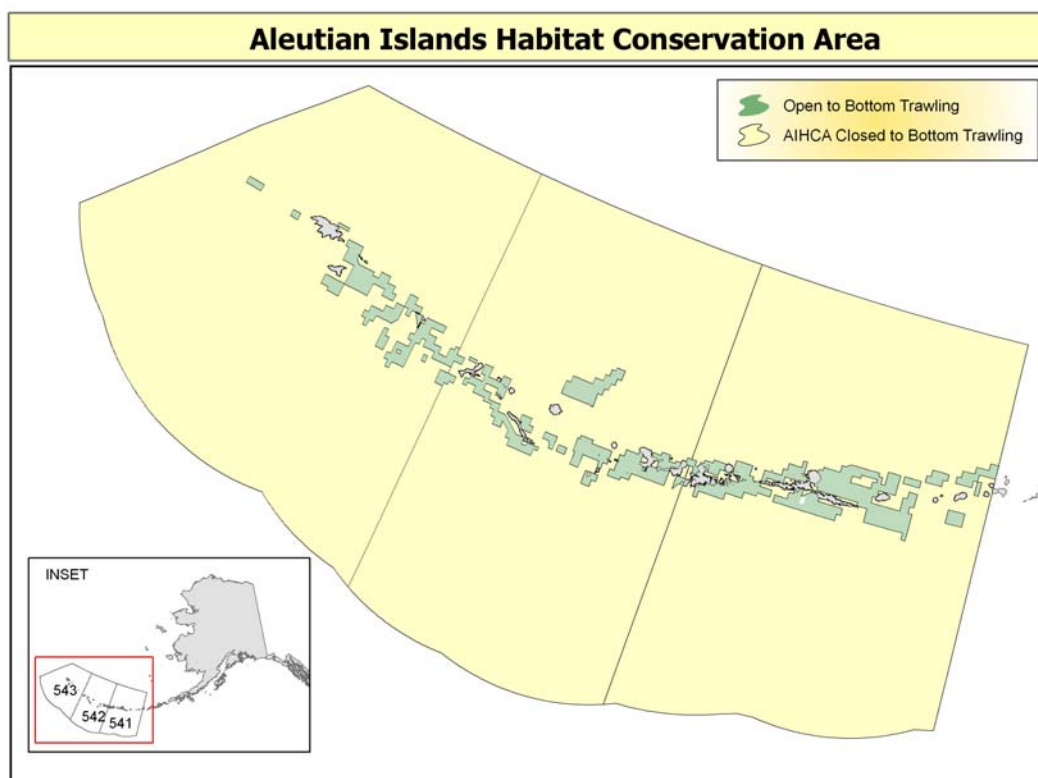 Aleutian Islands Habitat Conservation Area
Open to Bottom Trawling
AIHCA Closed to Bottom Trawling
INSET
543
542
541